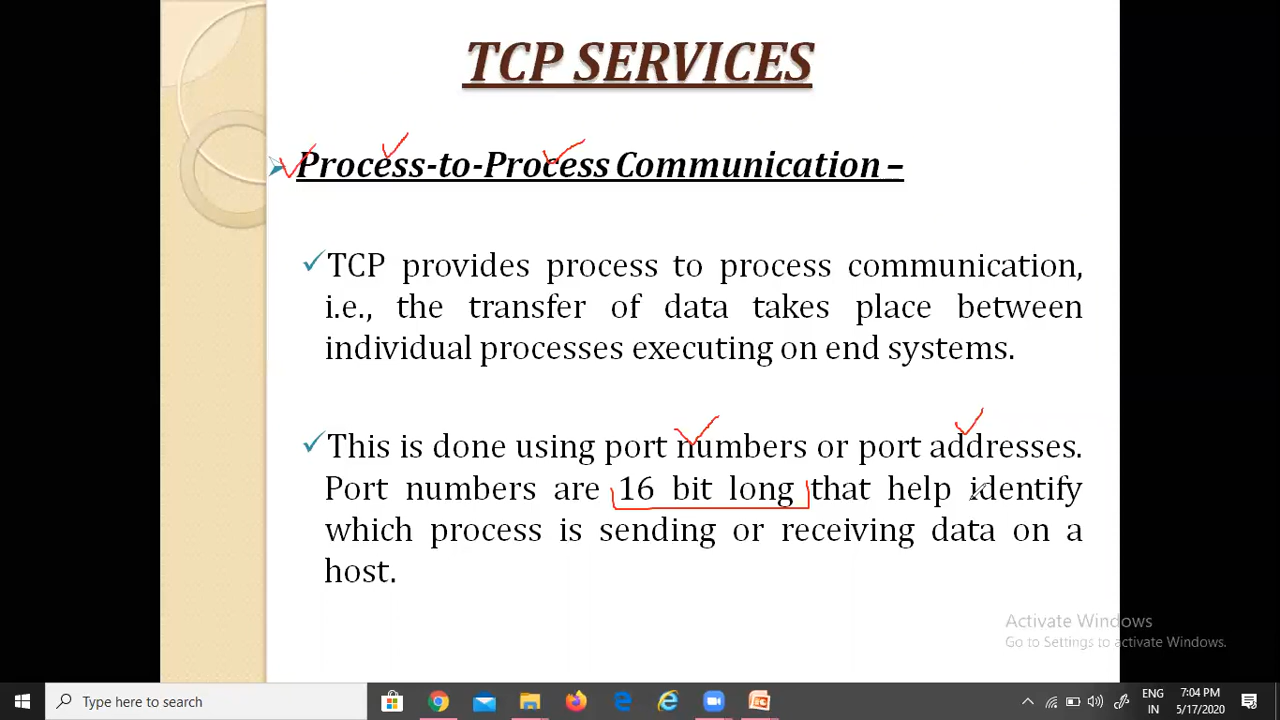 TCP SERVICES
Process-to-Process Communication –
TCP provides process to process communication,
i.e., the transfer of data takes place between
individual processes executing on end systems.
This is done using port numbers or port addresses.
Port numbers are 16 bit long that help identify
which process is sending or receiving data on a
host.
Activate Windows
Go to Settings to activate Windows.
Type here to search
ENG
IN
7:04 PM
5/17/2020